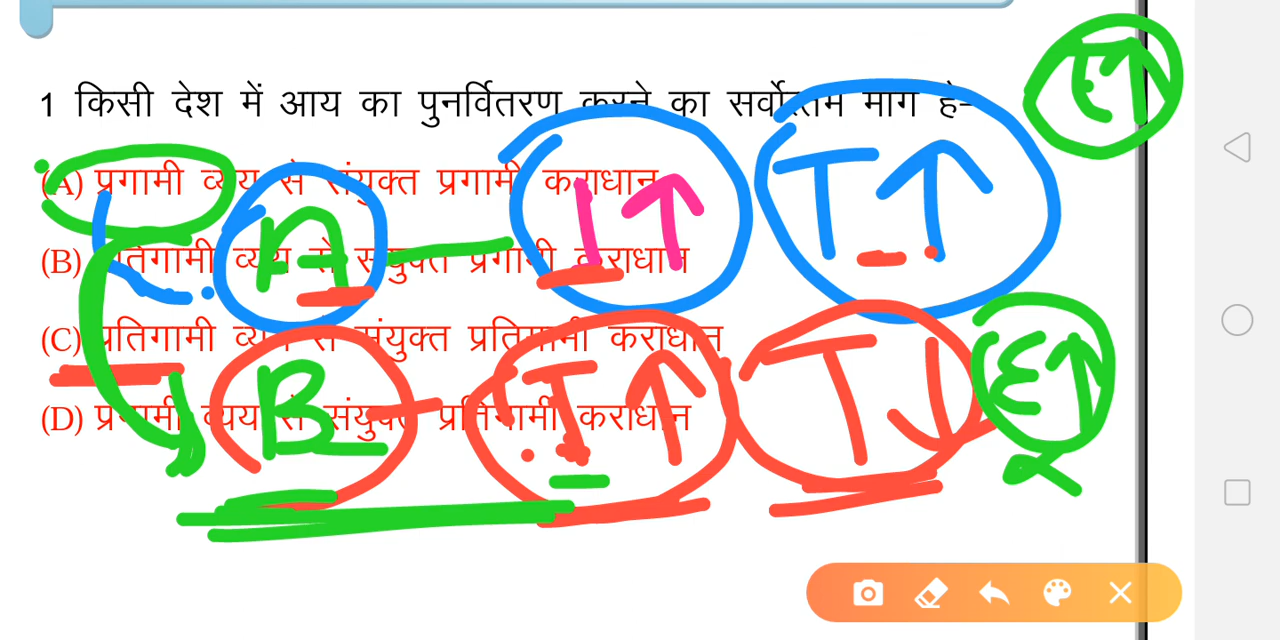 1 किसी देश में आय का पुनर्वितरण करने का सर्वोत्तम मार्ग है-
(A) प्रगामी व्यय से संयुक्त प्रगामी कराधान
(B) प्रतिगामी व्यय से संयुक्त प्रगामी कराधान
(C) प्रतिगामी व्यय से संयुक्त प्रतिगामी कराधान
(D) प्रगामी व्यय से संयुक्त प्रतिगामी कराधान
A I↑ T↑ E↑
B I↑ T↓ E↑